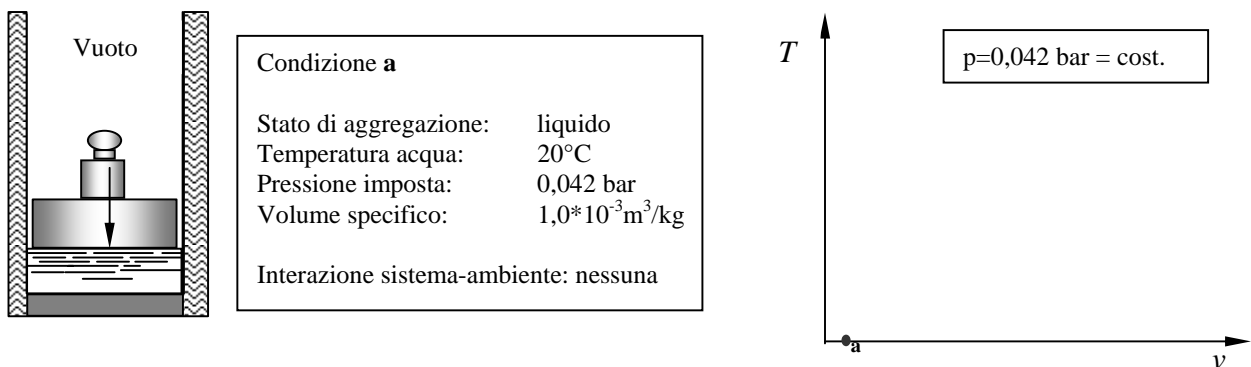 Vuoto
Condizione a
Stato di aggregazione: liquido
Temperatura acqua: 20°C
Pressione imposta: 0,042 bar
Volume specifico: 1,0*10⁻³m³/kg
Interazione sistema-ambiente: nessuna
T
p=0,042 bar = cost.
a
v